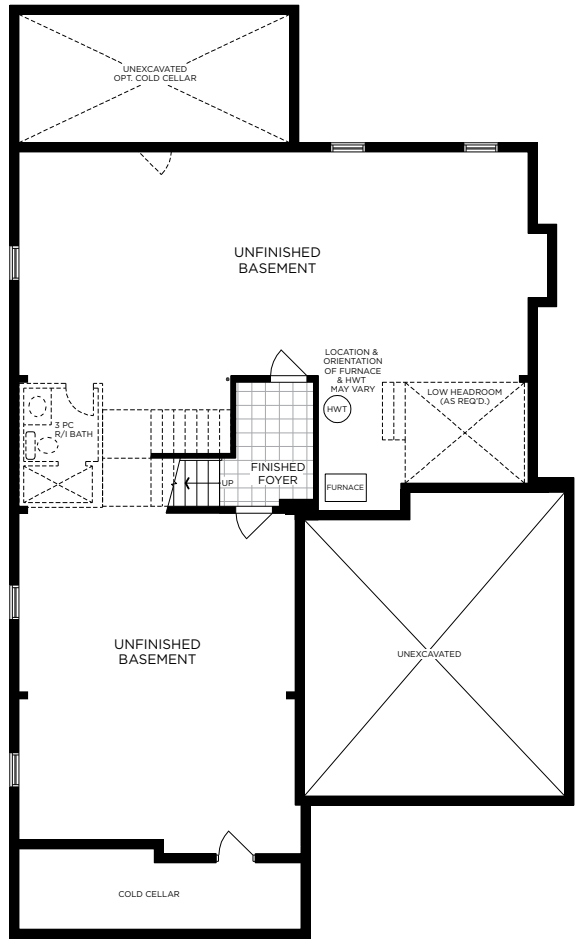 UNEXCAVATED
OPT. COLD CELLAR
UNFINISHED
BASEMENT
LOCATION &
ORIENTATION
OF FURNACE
& HWT
MAY VARY
HWT
LOW HEADROOM
(AS REQ'D.)
3 PC
R/I BATH
FINISHED
FOYER
UP
FURNACE
UNFINISHED
BASEMENT
UNEXCAVATED
COLD CELLAR